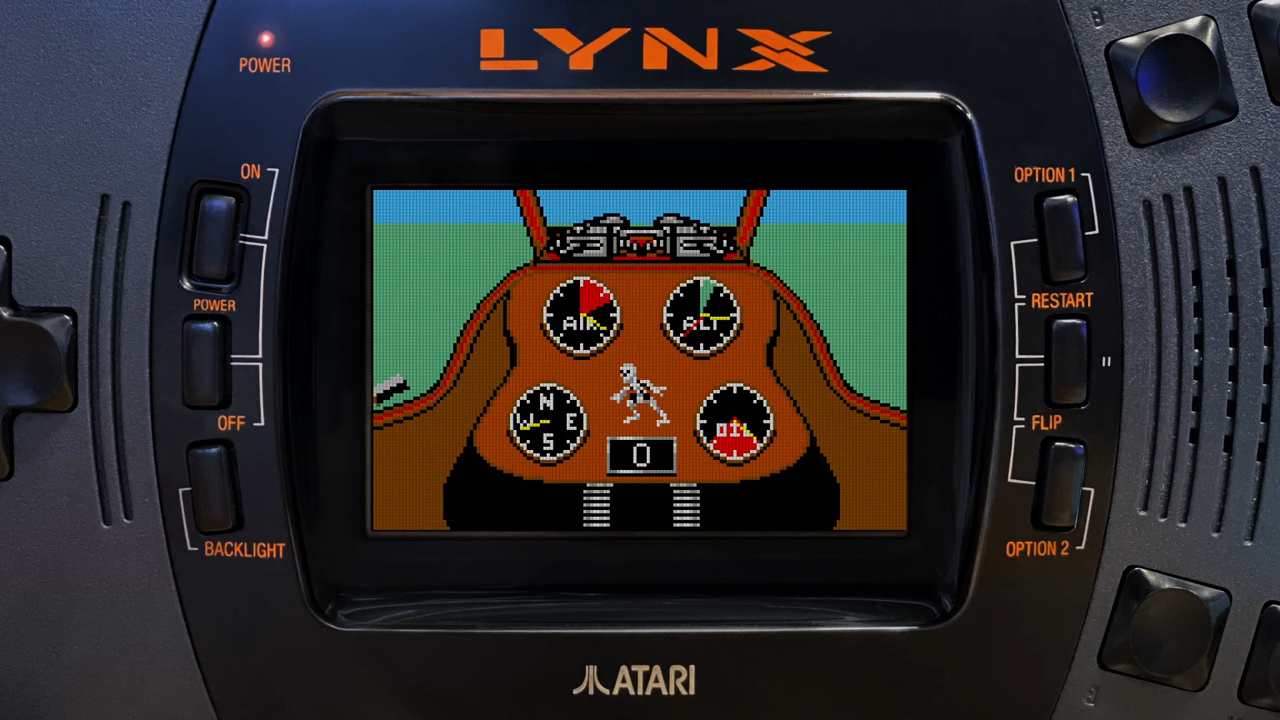 LYNX
POWER
ON
POWER
OFF
BACKLIGHT
OPTION 1
RESTART
FLIP
OPTION 2
AIR
ALT
N
W E
S
OIL
0
ATARI
B